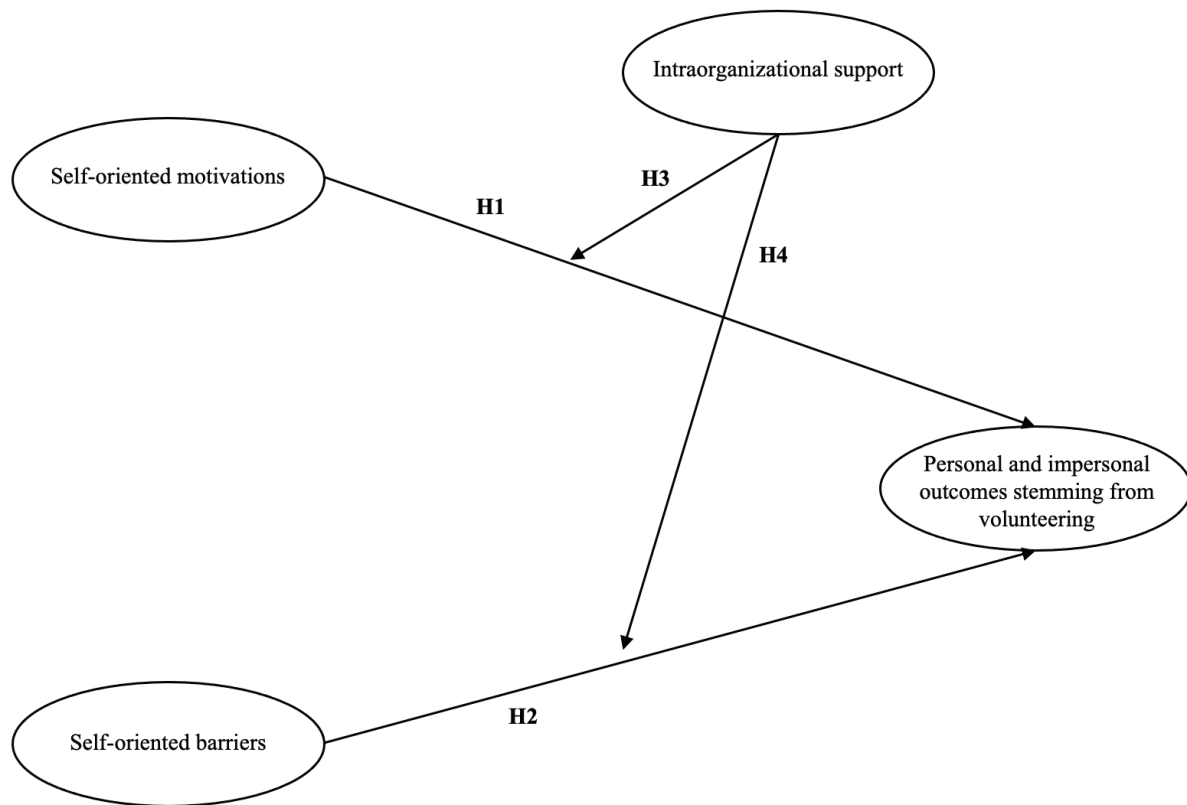 Intraorganizational support
Self-oriented motivations
H3
H1
H4
Personal and impersonal
outcomes stemming from
volunteering
H2
Self-oriented barriers